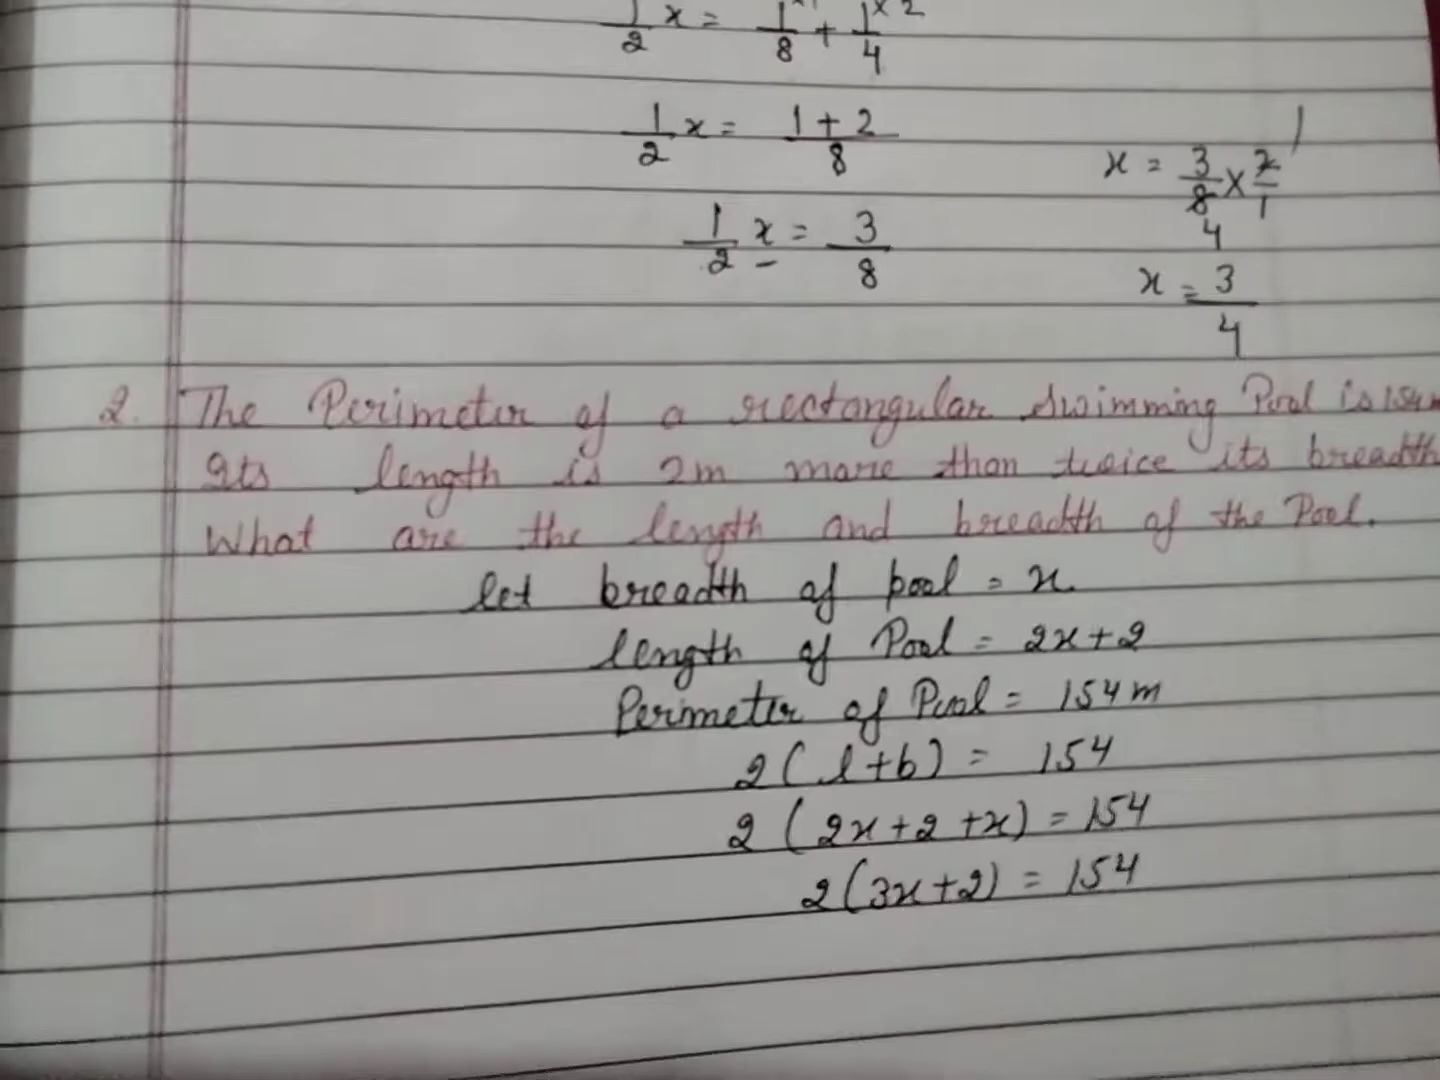 1/2 x = 1/8 + 1/4 ×2
1/2 x = 1+2/8
x = 3/8 × 2/1
1
4
1/2 x = 3/8
x = 3/4
2. The Perimeter of a rectangular swimming Pool is 154m
Its length is 2m more than twice its breadth
What are the length and breadth of the Pool.
let breadth of pool = x.
length of Pool = 2x+2
Perimeter of Pool = 154m
2(l+b) = 154
2(2x+2+x) = 154
2(3x+2) = 154